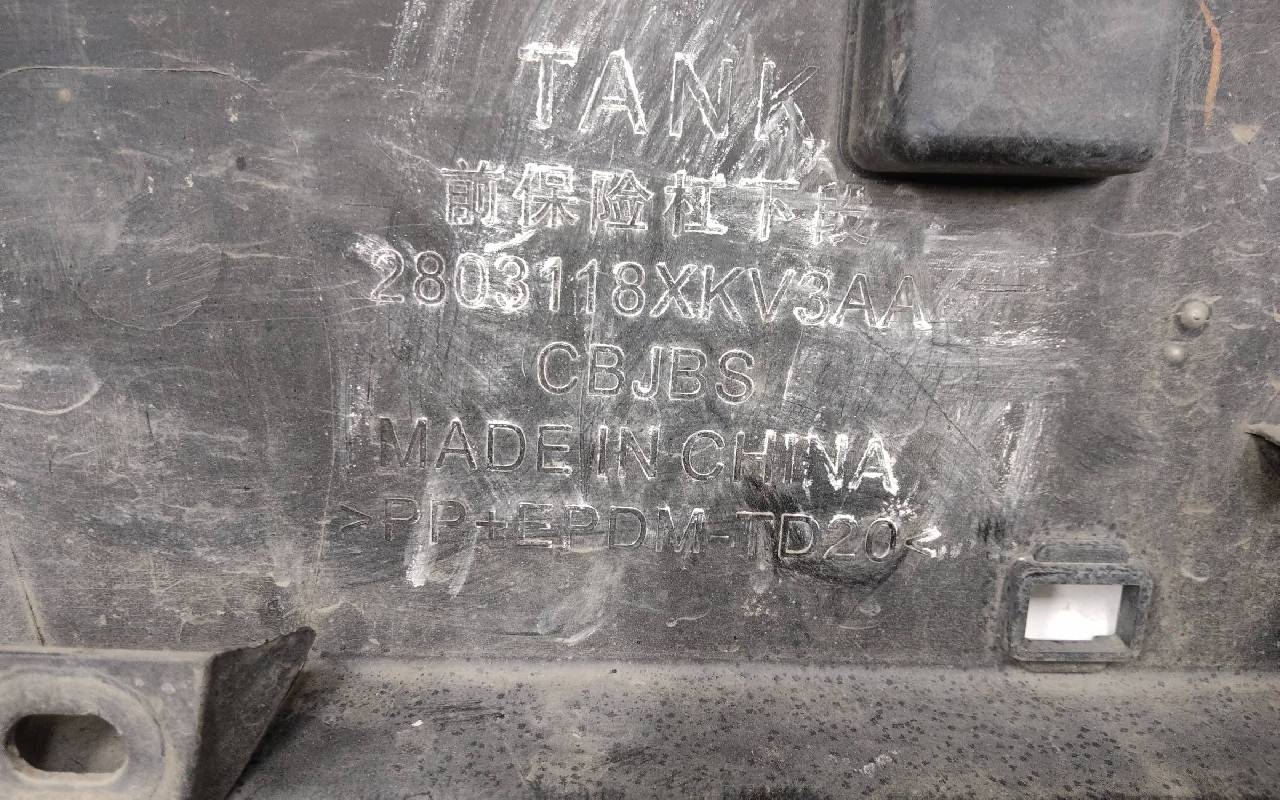 TANK
前保险杠下段
2803118XKV3AA
CBJBS
MADE IN CHINA
>PP+EPDM-TD20<